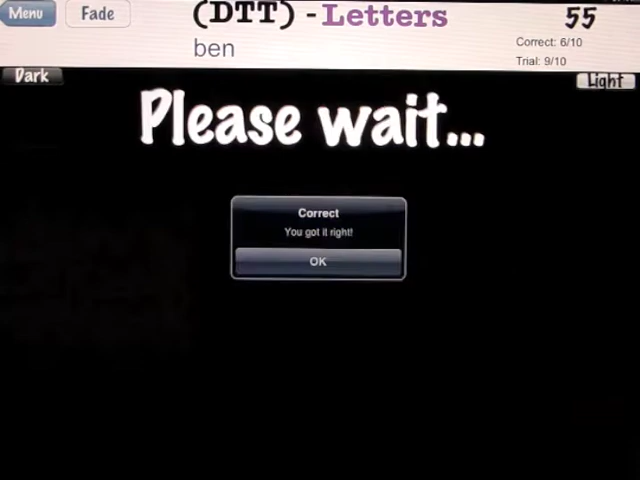 Menu
Fade
(DTT) - Letters
55
ben
Correct: 6/10
Trial: 9/10
Dark
Light
Please wait...
Correct
You got it right!
OK